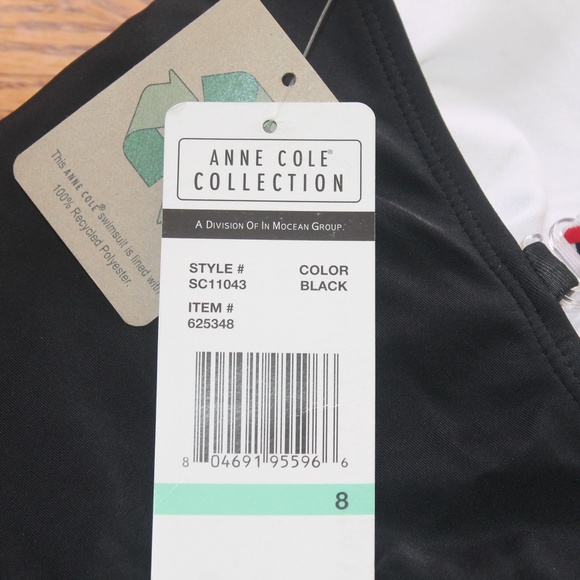 This ANNE COLE® swimsuit is lined with
100% Recycled Polyester.
ANNE COLE®
COLLECTION
A DIVISION OF IN MOCEAN GROUP.
STYLE # COLOR
SC11043 BLACK
ITEM #
625348
8 04691 95596 6
8